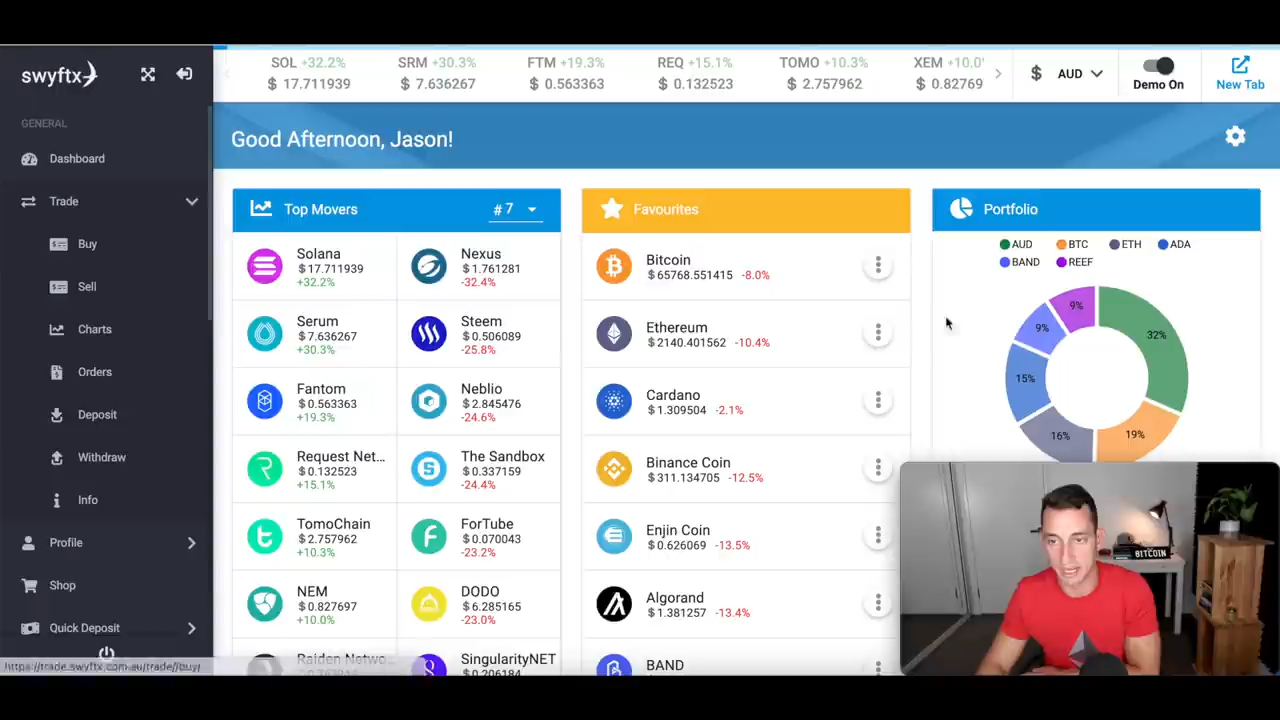 swyftx
SOL +32.2%
$ 17.711939
SRM +30.3%
$ 7.636267
FTM +19.3%
$ 0.563363
REQ +15.1%
$ 0.132523
TOMO +10.3%
$ 2.757962
XEM +10.0
$ 0.82769
$ AUD
Demo On
New Tab
GENERAL
Dashboard
Trade
Buy
Sell
Charts
Orders
Deposit
Withdraw
Info
Profile
Shop
Quick Deposit
https://trade.swyftx.com.au/trade/buy
Good Afternoon, Jason!
Top Movers
# 7
Solana
$ 17.711939
+32.2%
Nexus
$ 1.761281
-32.4%
Serum
$ 7.636267
+30.3%
Steem
$ 0.506089
-25.8%
Fantom
$ 0.563363
+19.3%
Neblio
$ 2.845476
-24.6%
Request Net...
$ 0.132523
+15.1%
The Sandbox
$ 0.337159
-24.4%
TomoChain
$ 2.757962
+10.3%
ForTube
$ 0.070043
-23.2%
NEM
$ 0.827697
+10.0%
DODO
$ 6.285165
-23.0%
Raiden Netwo...
SingularityNET
$ 0.206184
Favourites
Bitcoin
$ 65768.551415 -8.0%
Ethereum
$ 2140.401562 -10.4%
Cardano
$ 1.309504 -2.1%
Binance Coin
$ 311.134705 -12.5%
Enjin Coin
$ 0.626069 -13.5%
Algorand
$ 1.381257 -13.4%
BAND
Portfolio
AUD BTC ETH ADA
BAND REEF
9%
32%
9%
15%
16%
19%
BITCOIN